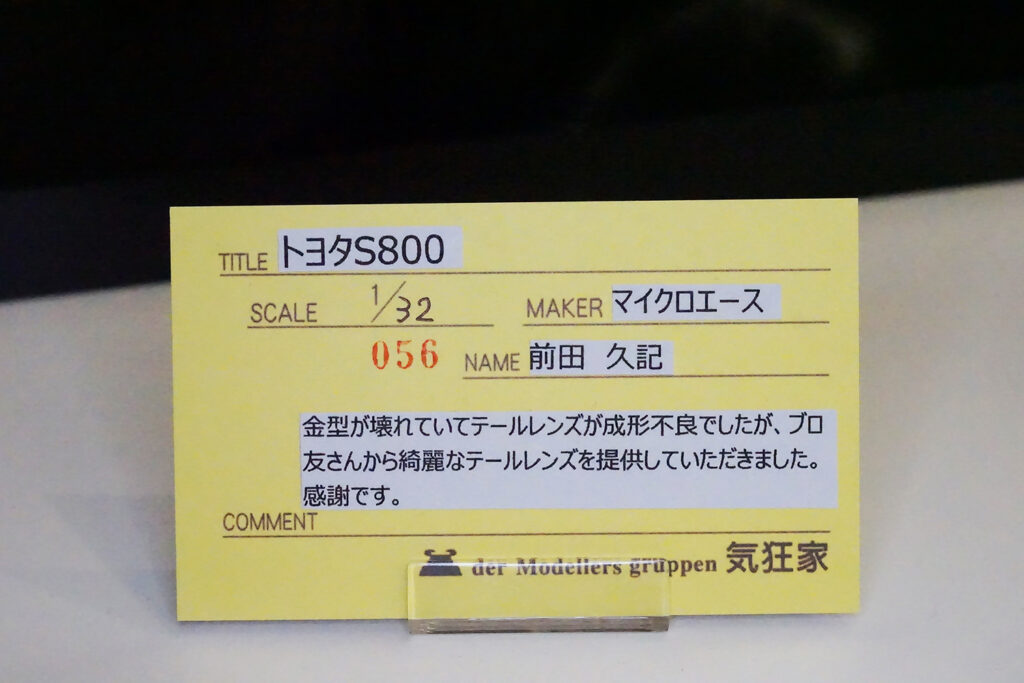 TITLE トヨタS800
SCALE 1/32 MAKER マイクロエース
056 NAME 前田 久記
金型が壊れていてテールレンズが成形不良でしたが、ブロ
友さんから綺麗なテールレンズを提供していただきました。
感謝です。
COMMENT
der Modellers gruppen 気狂家